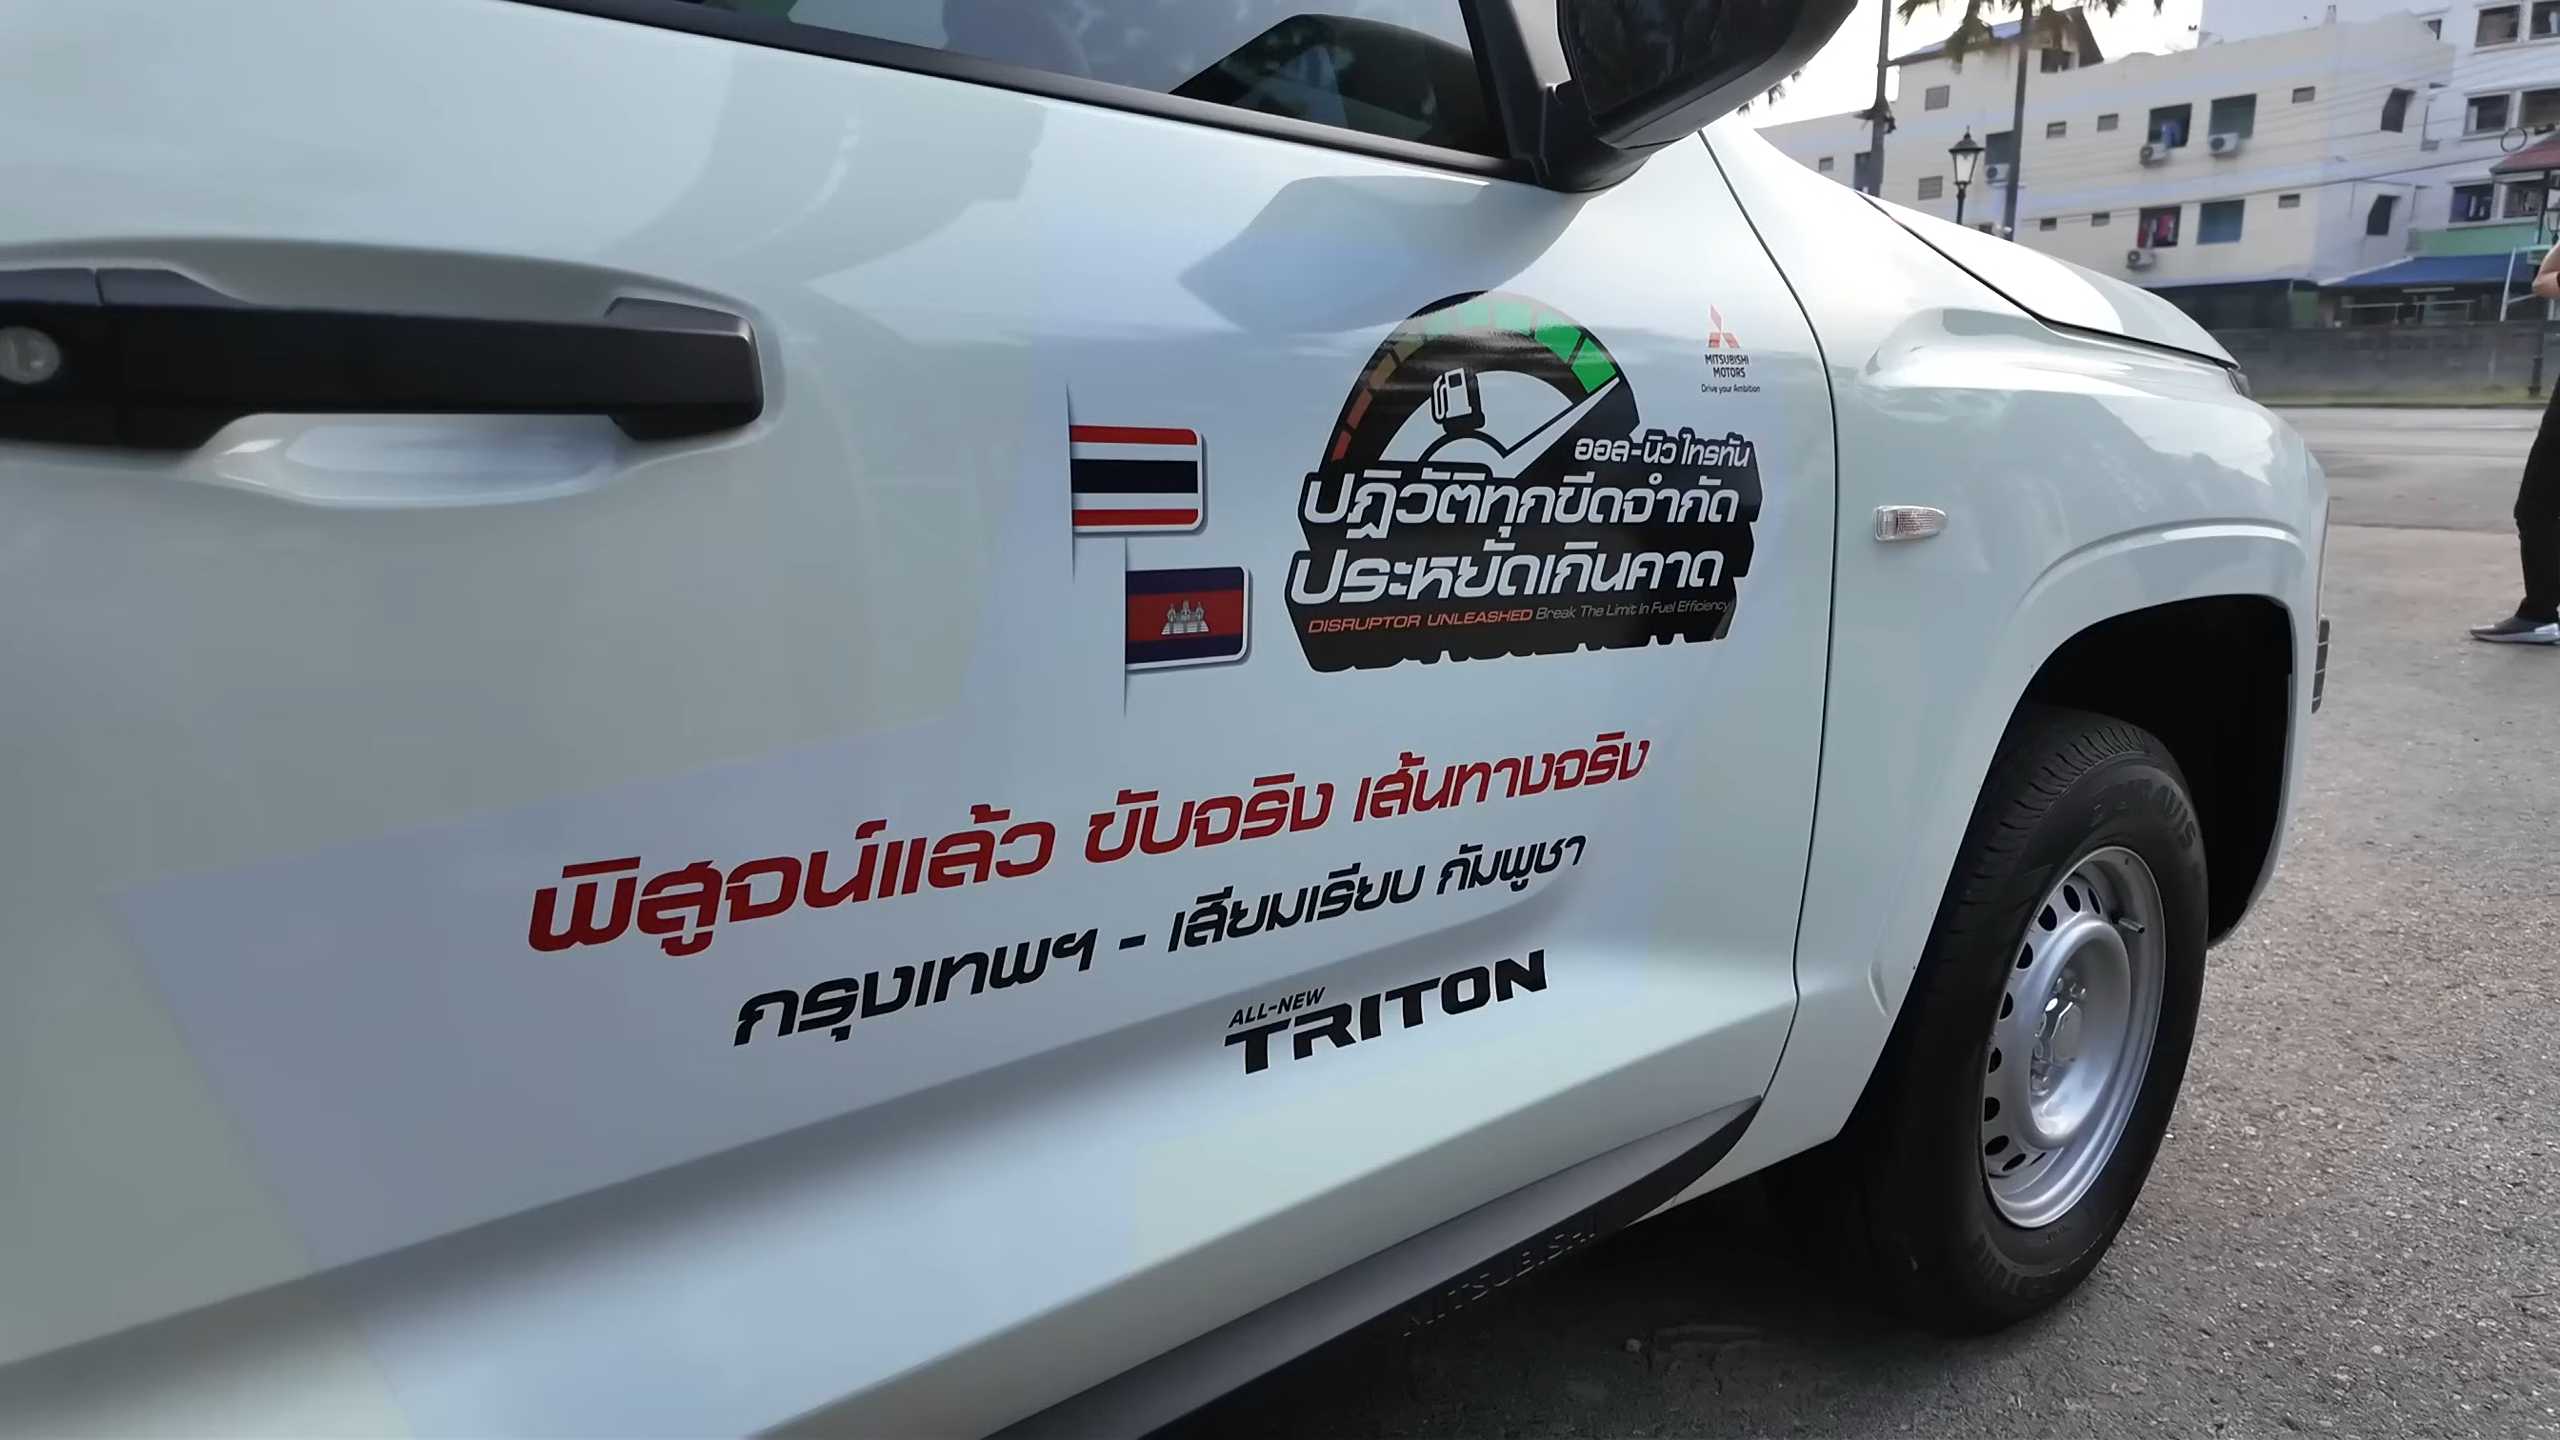 MITSUBISHI
MOTORS
Drive your Ambition
ออล-นิว ไทรทัน
ปฏิวัติทุกขีดจำกัด
ประหยัดเกินคาด
DISRUPTOR UNLEASHED Break The Limit In Fuel Efficiency
พิสูจน์แล้ว ขับจริง เส้นทางจริง
กรุงเทพฯ - เสียมเรียบ กัมพูชา
ALL-NEW
TRITON
MITSUBISHI